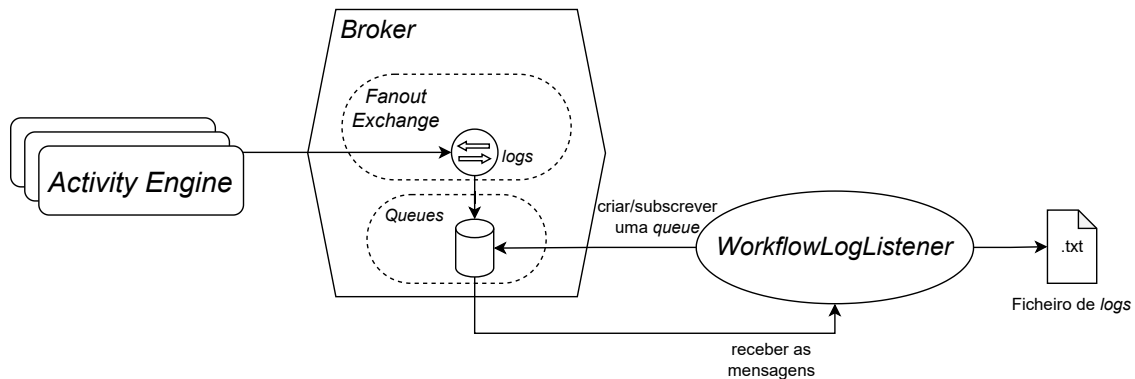 Broker
Fanout
Exchange
logs
Activity Engine
Queues
criar/subscrever
uma queue
WorkflowLogListener
.txt
Ficheiro de logs
receber as
mensagens